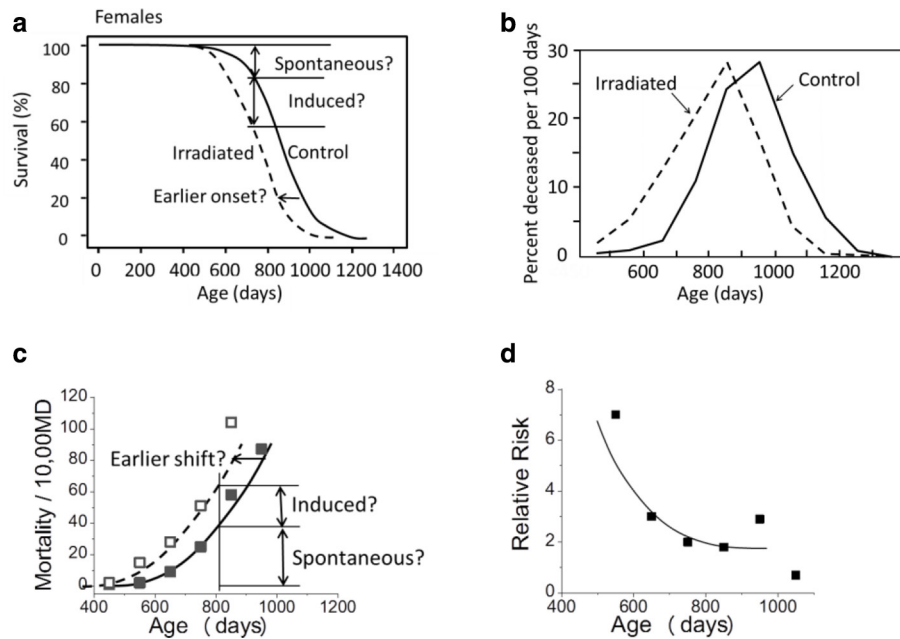 a
Females
Survival (%)
100
80
60
40
20
0
Spontaneous?
Induced?
Irradiated
Control
Earlier onset?
0 200 400 600 800 1000 1200 1400
Age (days)
b
Percent deceased per 100 days
30
20
10
0
Irradiated
Control
600 800 1000 1200
Age (days)
c
Mortality / 10,00MD
120
100
80
60
40
20
0
Earlier shift?
Induced?
Spontaneous?
400 600 800 1000 1200
Age ( days)
d
Relative Risk
8
6
4
2
0
400 600 800 1000
Age ( days)